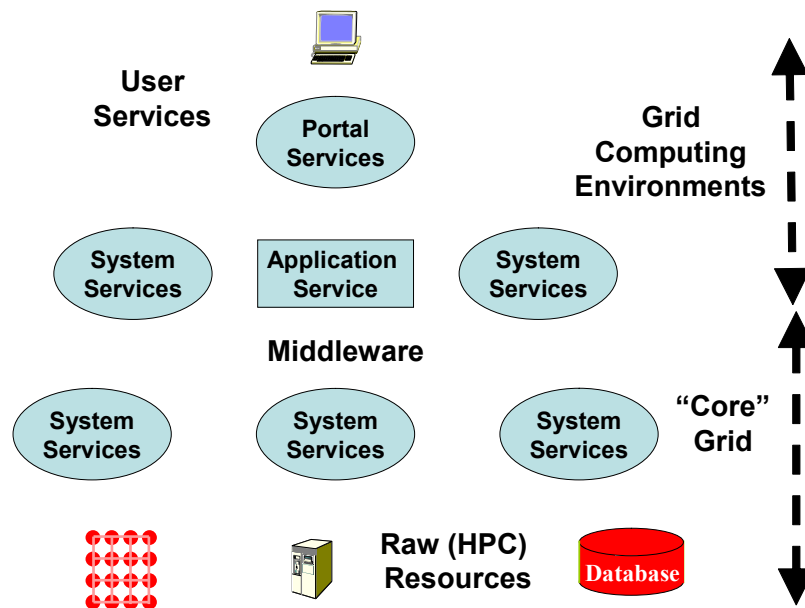 User
Services
Portal
Services
Grid
Computing
Environments
System
Services
Application
Service
System
Services
Middleware
System
Services
System
Services
System
Services
“Core”
Grid
Raw (HPC)
Resources
Database